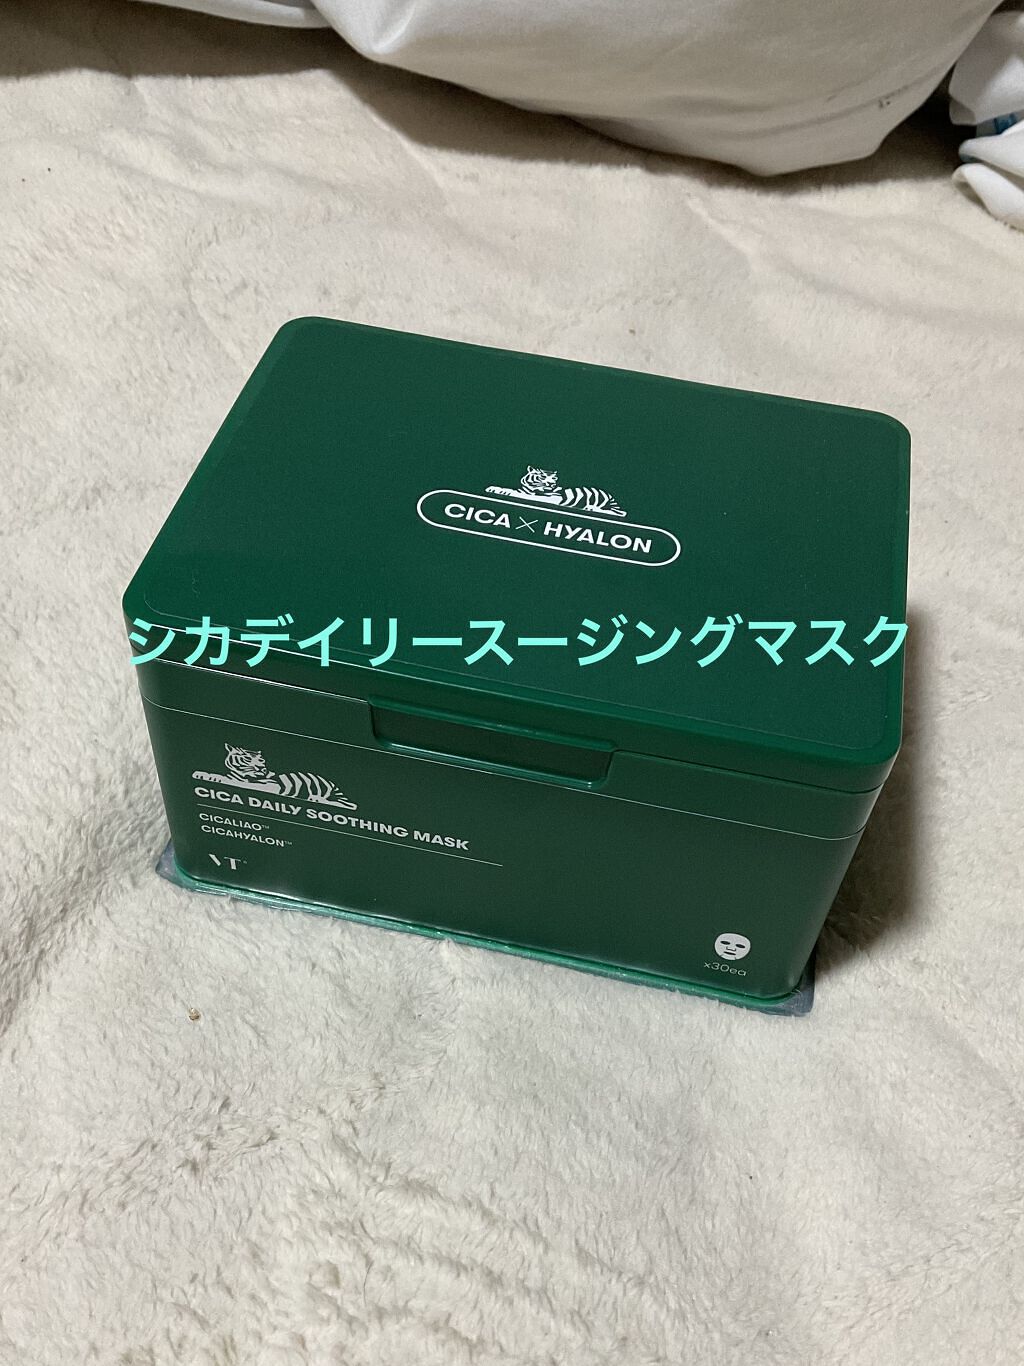 CICA × HYALON
シカデイリースージングマスク
CICA DAILY SOOTHING MASK
CICALIAO™
CICAHYALON™
VT®
x30ea